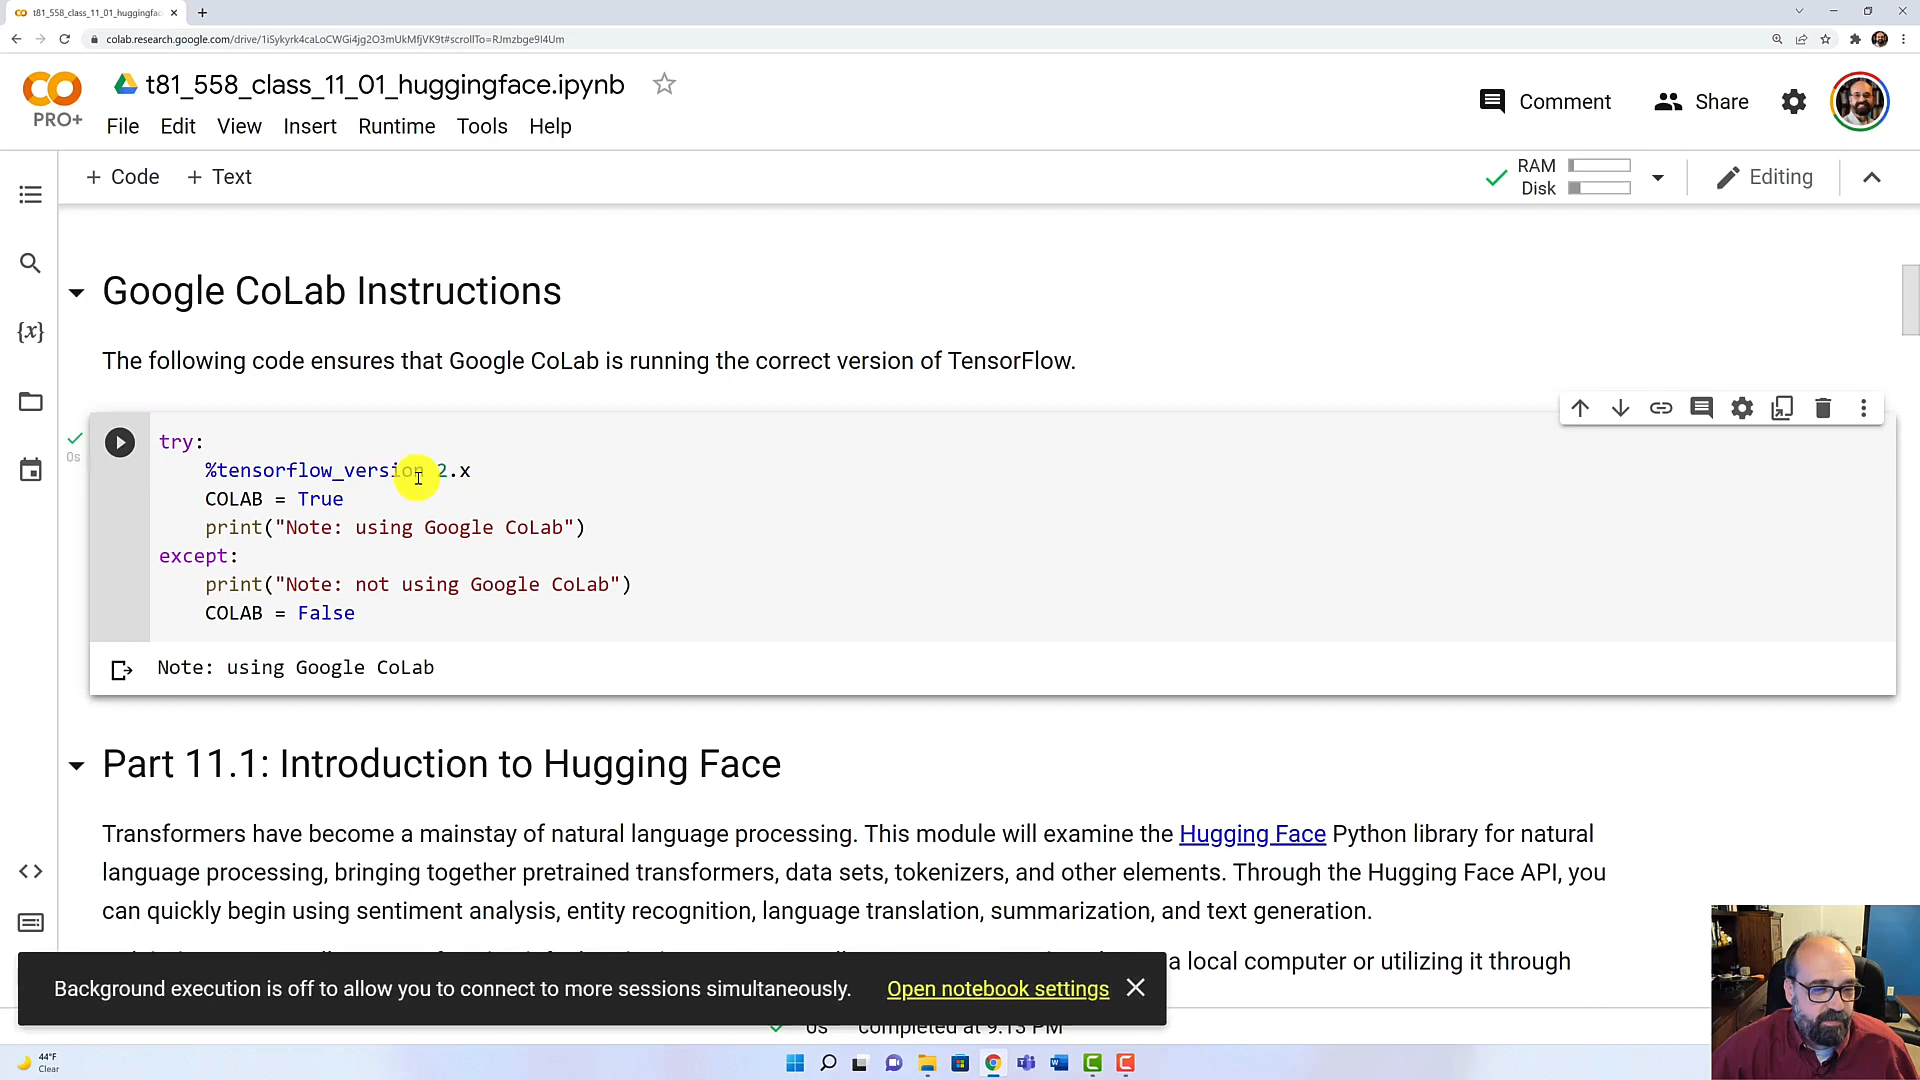 t81_558_class_11_01_huggingfac
colab.research.google.com/drive/1iSykyrk4caLoCWGi4jg2O3mUkMfjVK9t#scrollTo=RJmzbge9I4Um
CO
PRO+
t81_558_class_11_01_huggingface.ipynb
Comment
Share
File Edit View Insert Runtime Tools Help
+ Code + Text
RAM
Disk
Editing
Google CoLab Instructions
The following code ensures that Google CoLab is running the correct version of TensorFlow.
{x}
0s
try:
%tensorflow_version 2.x
COLAB = True
print("Note: using Google CoLab")
except:
print("Note: not using Google CoLab")
COLAB = False
Note: using Google CoLab
Part 11.1: Introduction to Hugging Face
Transformers have become a mainstay of natural language processing. This module will examine the Hugging Face Python library for natural
language processing, bringing together pretrained transformers, data sets, tokenizers, and other elements. Through the Hugging Face API, you
can quickly begin using sentiment analysis, entity recognition, language translation, summarization, and text generation.
a local computer or utilizing it through
Background execution is off to allow you to connect to more sessions simultaneously. Open notebook settings
0s completed at 9:13 PM
44°F
Clear